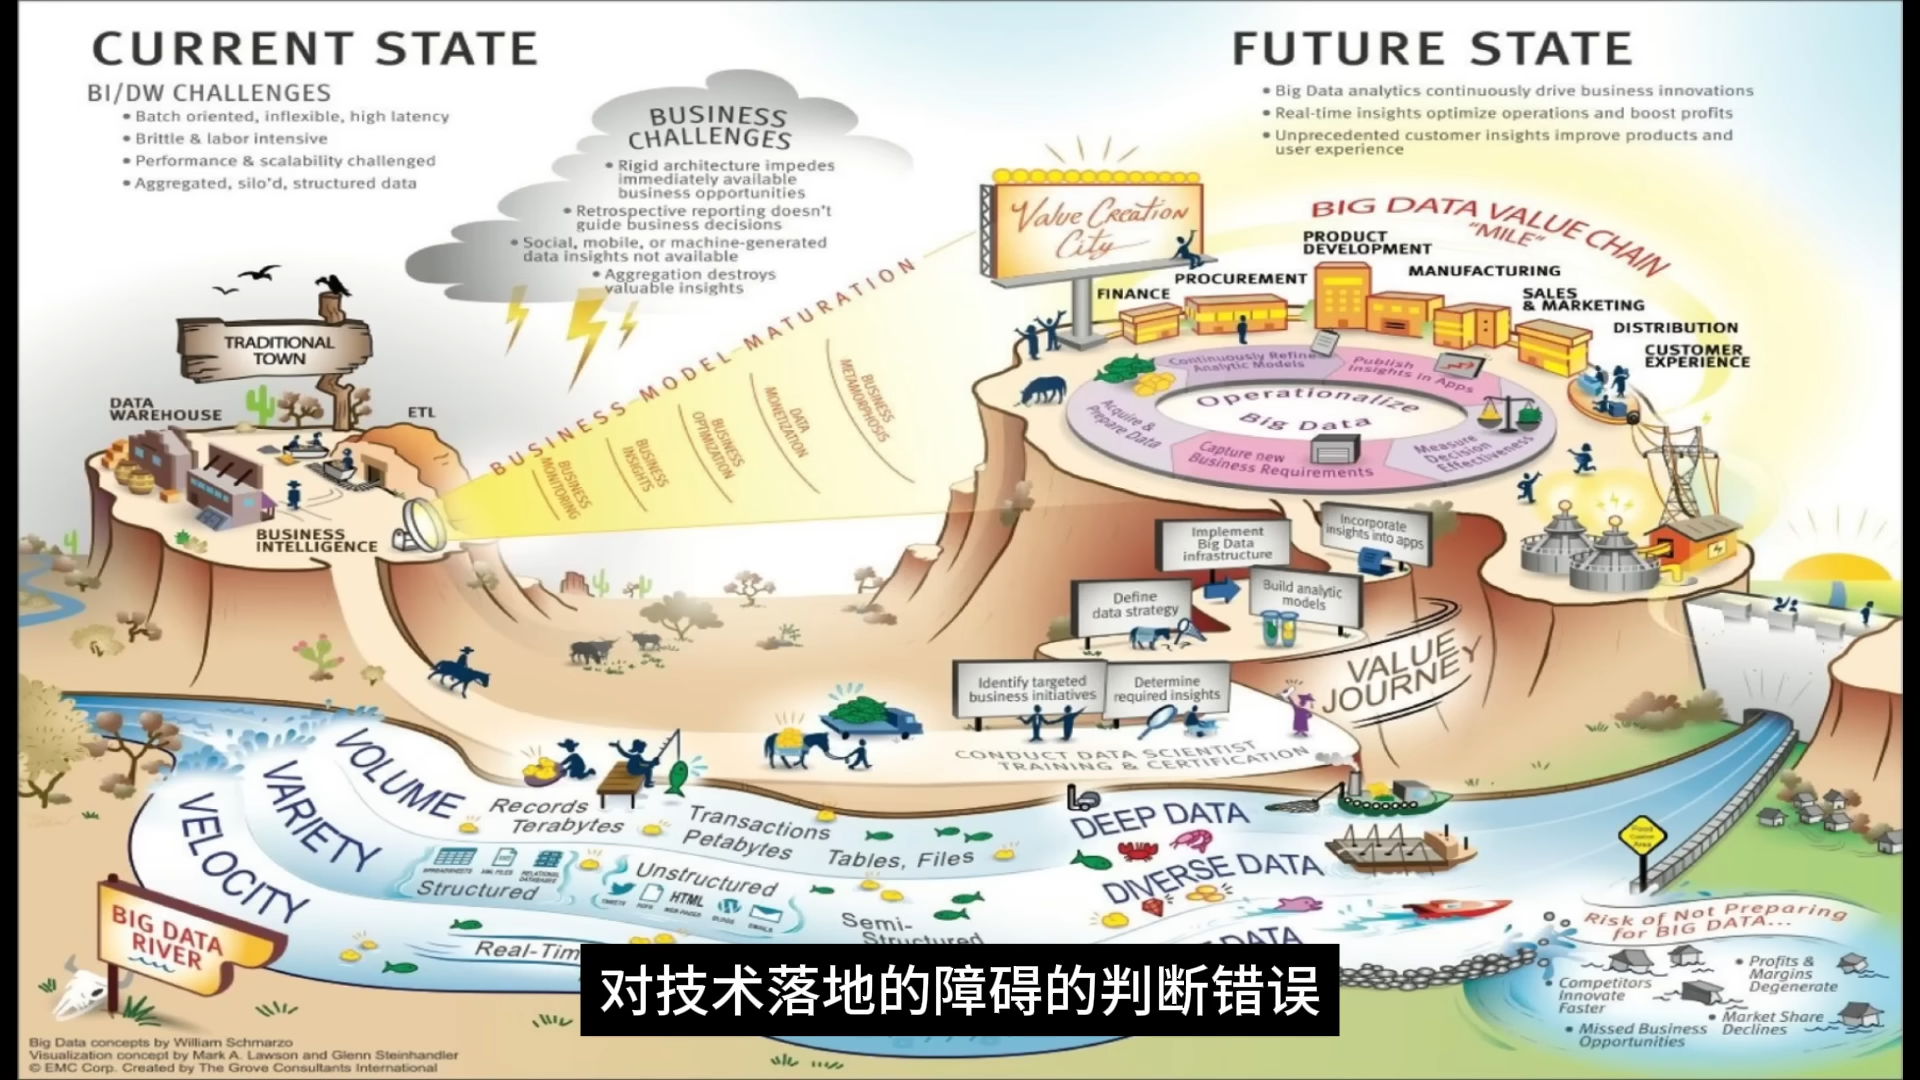 CURRENT STATE
BI/DW CHALLENGES
• Batch oriented, inflexible, high latency
• Brittle & labor intensive
• Performance & scalability challenged
• Aggregated, silo'd, structured data
BUSINESS
CHALLENGES
• Rigid architecture impedes
immediately available
business opportunities
• Retrospective reporting doesn't
guide business decisions
• Social, mobile, or machine-generated
data insights not available
• Aggregation destroys
valuable insights
FUTURE STATE
• Big Data analytics continuously drive business innovations
• Real-time insights optimize operations and boost profits
• Unprecedented customer insights improve products and
user experience
TRADITIONAL
TOWN
DATA
WAREHOUSE
ETL
BUSINESS
INTELLIGENCE
BUSINESS MODEL MATURATION
BUSINESS
MONITORING
BUSINESS
INSIGHTS
BUSINESS
OPTIMIZATION
DATA
MONETIZATION
BUSINESS
METAMORPHOSIS
Value Creation
City
BIG DATA VALUE CHAIN
"MILE"
FINANCE
PROCUREMENT
PRODUCT
DEVELOPMENT
MANUFACTURING
SALES
& MARKETING
DISTRIBUTION
CUSTOMER
EXPERIENCE
Continuously Refine
Analytic Models
Publish
Insights in Apps
Acquire &
Prepare Data
Operationalize
Big Data
Capture new
Business Requirements
Measure
Decision
Effectiveness
Implement
Big Data
infrastructure
Incorporate
insights into apps
Define
data strategy
Build analytic
models
Identify targeted
business initiatives
Determine
required insights
VALUE
JOURNEY
CONDUCT DATA SCIENTIST
TRAINING & CERTIFICATION
VOLUME
VARIETY
VELOCITY
Records
Terabytes
Transactions
Petabytes
Tables, Files
Structured
Unstructured
HTML
Semi-
Structured
Real-Tim
DEEP DATA
DIVERSE DATA
DATA
BIG DATA
RIVER
Risk of Not Preparing
for BIG DATA...
• Competitors
Innovate
Faster
• Missed Business
Opportunities
• Profits &
Margins
Degenerate
• Market Share
Declines
对技术落地的障碍的判断错误
Big Data concepts by William Schmarzo
Visualization concept by Mark A. Lawson and Glenn Steinhandler
© EMC Corp. Created by The Grove Consultants International